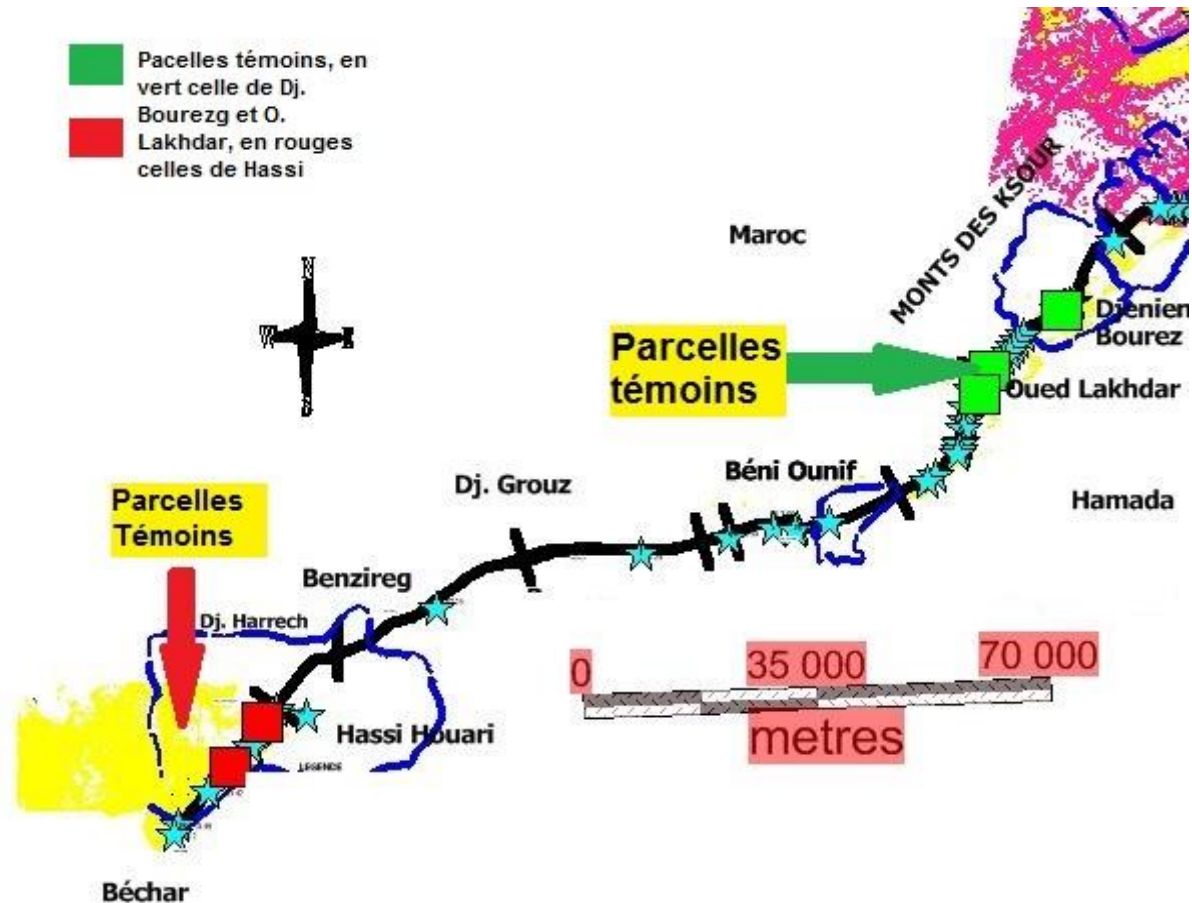 Pacelles témoins, en
vert celle de Dj.
Bourezg et O.
Lakhdar, en rouges
celles de Hassi
Maroc
MONTS DES KSOUR
Djenien
Bourez
Parcelles
témoins
Oued Lakhdar
Béni Ounif
Dj. Grouz
Hamada
Parcelles
Témoins
Benzireg
Dj. Harrech
0
35 000
70 000
metres
Hassi Houari
LEGENDE
Béchar